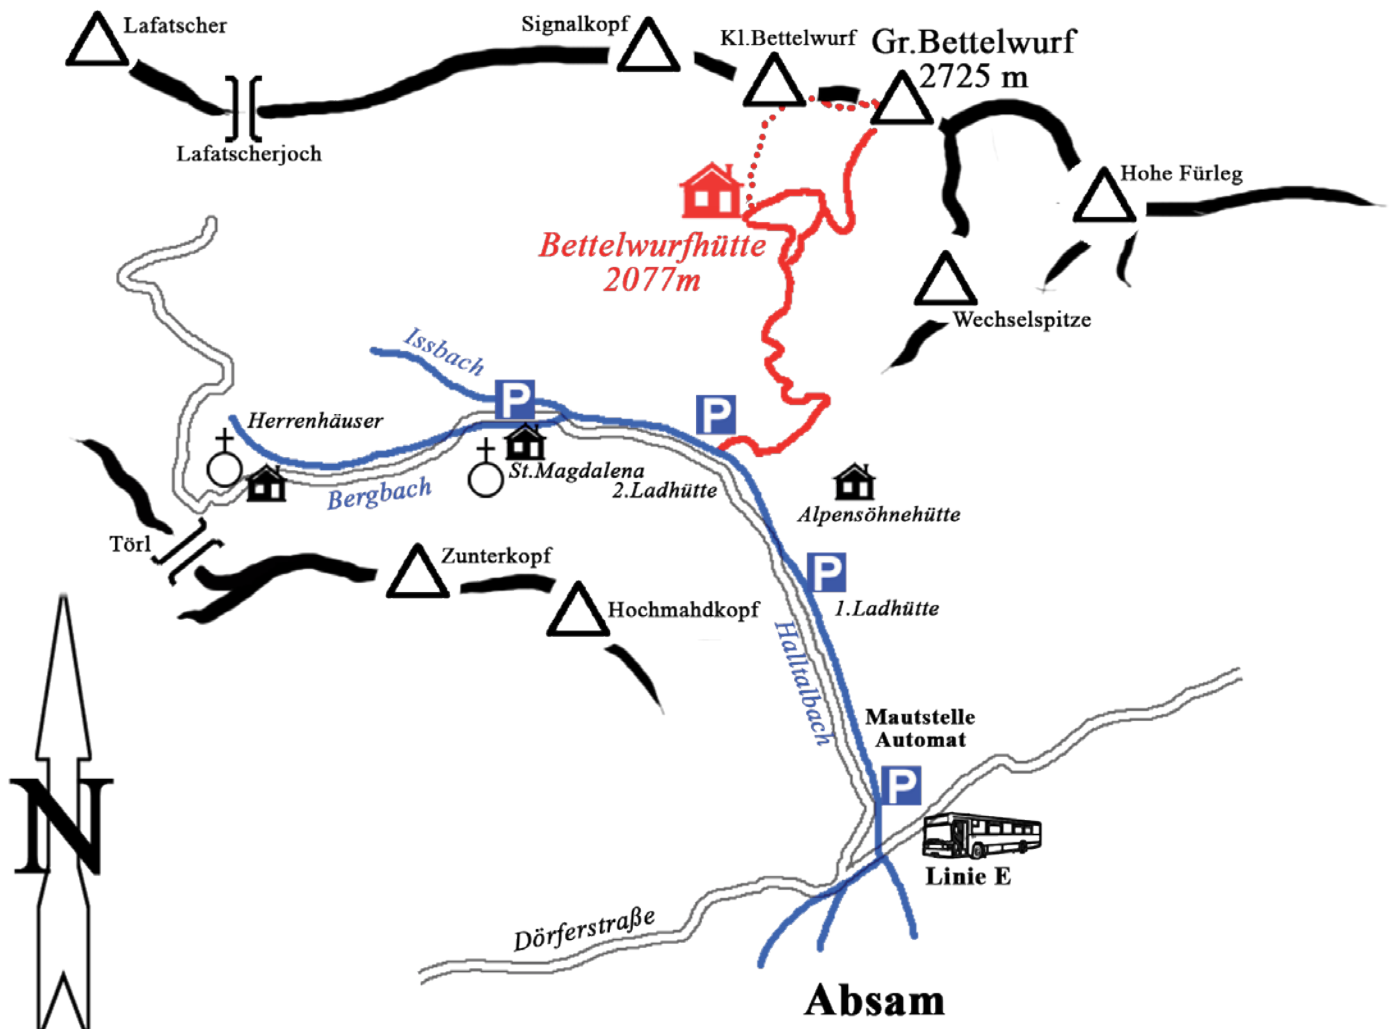 Lafatscher
Signalkopf
Kl.Bettelwurf
Gr.Bettelwurf
2725 m
Lafatscherjoch
Hohe Fürleg
Bettelwurfhütte
2077m
Wechselspitze
Issbach
P
P
Herrenhäuser
St.Magdalena
2.Ladhütte
Bergbach
Alpensöhnehütte
Törl
Zunterkopf
P
1.Ladhütte
Hochmahdkopf
Halltalbach
Mautstelle
Automat
P
N
Linie E
Dörferstraße
Absam